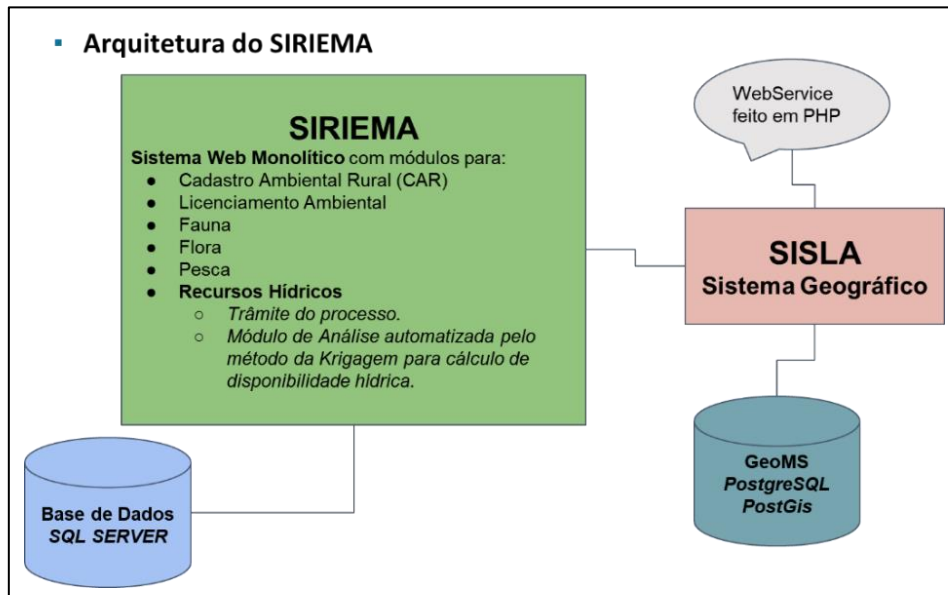 ▪ Arquitetura do SIRIEMA
SIRIEMA
Sistema Web Monolítico com módulos para:
● Cadastro Ambiental Rural (CAR)
● Licenciamento Ambiental
● Fauna
● Flora
● Pesca
● Recursos Hídricos
○ Trâmite do processo.
○ Módulo de Análise automatizada pelo
método da Krigagem para cálculo de
disponibilidade hídrica.
WebService
feito em PHP
SISLA
Sistema Geográfico
GeoMS
PostgreSQL
PostGis
Base de Dados
SQL SERVER